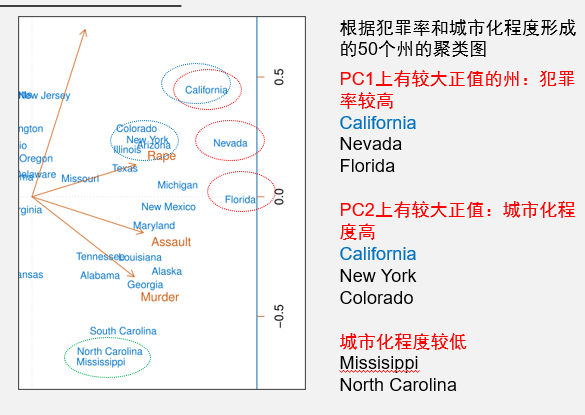 California
New Jersey
Colorado
New York
Arizona
Illinois
Rape
Nevada
Oregon
Texas
Missouri
Michigan
Florida
New Mexico
Maryland
Assault
Tennessee
Louisiana
Alabama
Alaska
Georgia
Murder
South Carolina
North Carolina
Mississippi
0.5
0.0
−0.5
根据犯罪率和城市化程度形成
的50个州的聚类图
PC1上有较大正值的州：犯罪
率较高
California
Nevada
Florida
PC2上有较大正值：城市化程
度高
California
New York
Colorado
城市化程度较低
Missisippi
North Carolina